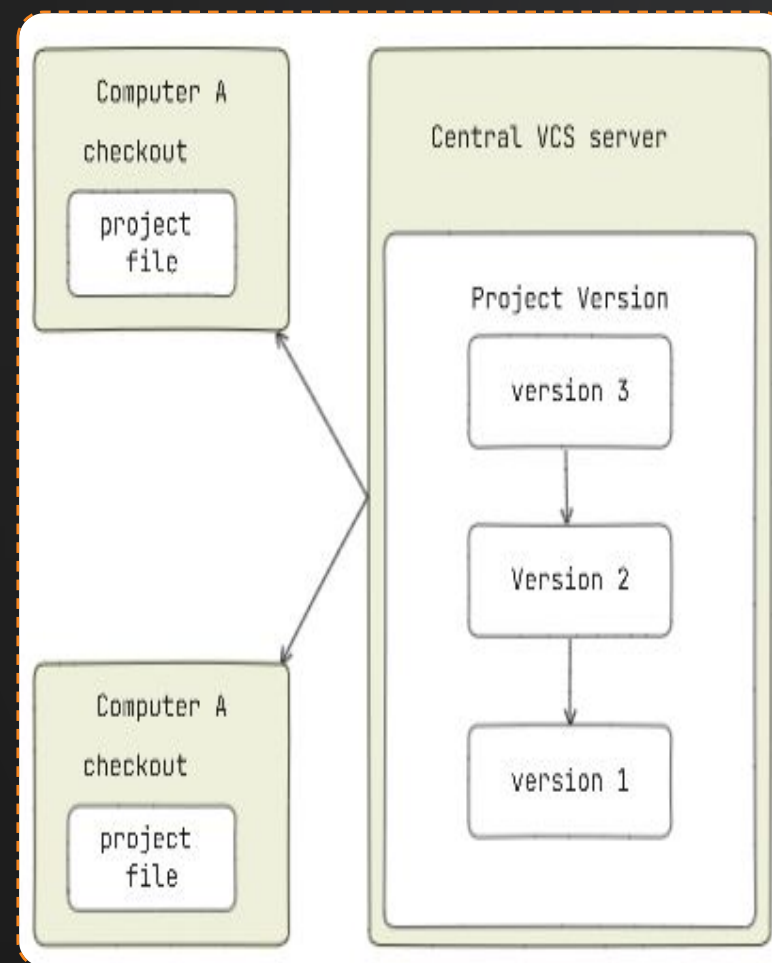 Computer A
checkout
project
file
Central VCS server
Project Version
version 3
Version 2
version 1
Computer A
checkout
project
file